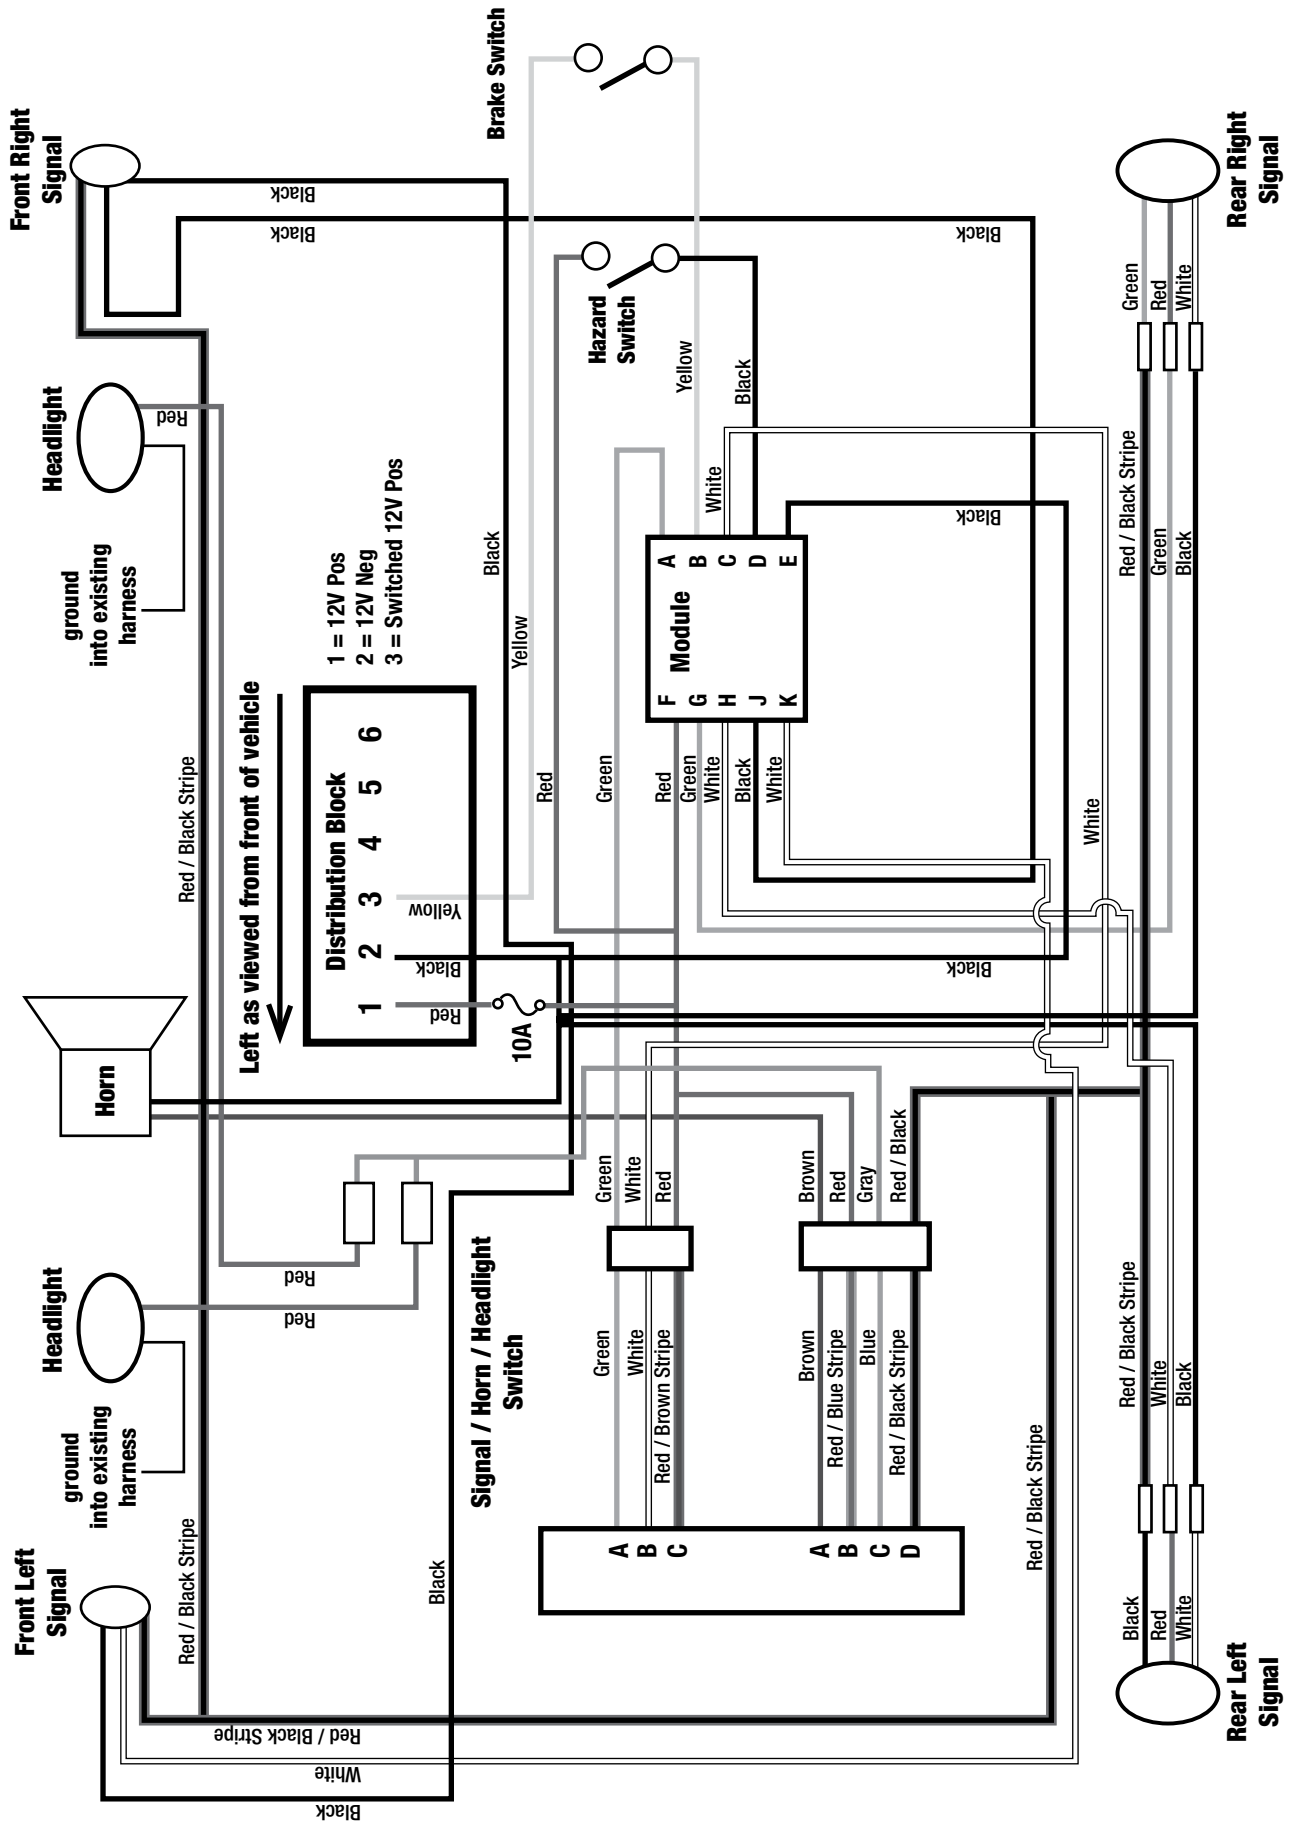 Front Left
Signal
ground
into existing
harness
Headlight
Horn
ground
into existing
harness
Headlight
Front Right
Signal
Red / Black Stripe
Red / Black Stripe
Red
Left as viewed from front of vehicle
Black
White
Red / Black Stripe
Red
Red
Black
Black
Distribution Block
1
2
3
4
5
6
1 = 12V Pos
2 = 12V Neg
3 = Switched 12V Pos
Red
Black
Yellow
Black
Signal / Horn / Headlight
Switch
10A
Black
Yellow
Brake Switch
Red
Hazard
Switch
Green
White
Red / Brown Stripe
Green
White
Red
Green
Red
Green
White
Black
White
F
G
H
J
K
Module
A
B
C
D
E
White
Yellow
Black
A
B
C
A
B
C
D
Brown
Red / Blue Stripe
Blue
Red / Black Stripe
Brown
Red
Gray
Red / Black
Black
Black
Black
Red / Black Stripe
White
Black
Red
White
Red / Black Stripe
White
Black
Red / Black Stripe
Green
Black
Green
Red
White
Rear Left
Signal
Rear Right
Signal